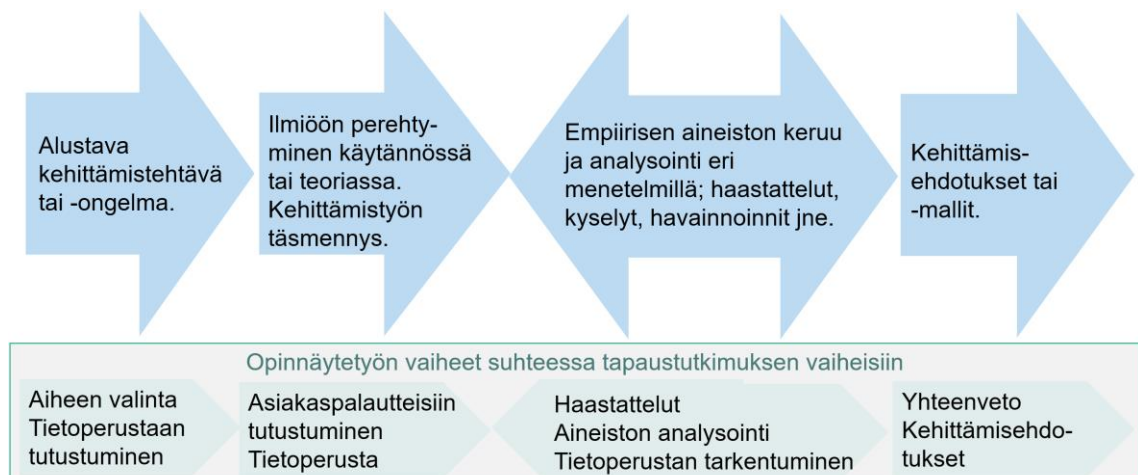 Alustava
kehittämistehtävä
tai -ongelma.
Ilmiöön perehty-
minen käytännössä
tai teoriassa.
Kehittämistyön
täsmennys.
Empiirisen aineiston keruu
ja analysointi eri
menetelmillä; haastattelut,
kyselyt, havainnoinnit jne.
Kehittämis-
ehdotukset tai
-mallit.
Opinnäytetyön vaiheet suhteessa tapaustutkimuksen vaiheisiin
Aiheen valinta
Tietoperustaan
tutustuminen
Asiakaspalautteisiin
tutustuminen
Tietoperusta
Haastattelut
Aineiston analysointi
Tietoperustan tarkentuminen
Yhteenveto
Kehittämisehdo-
tukset